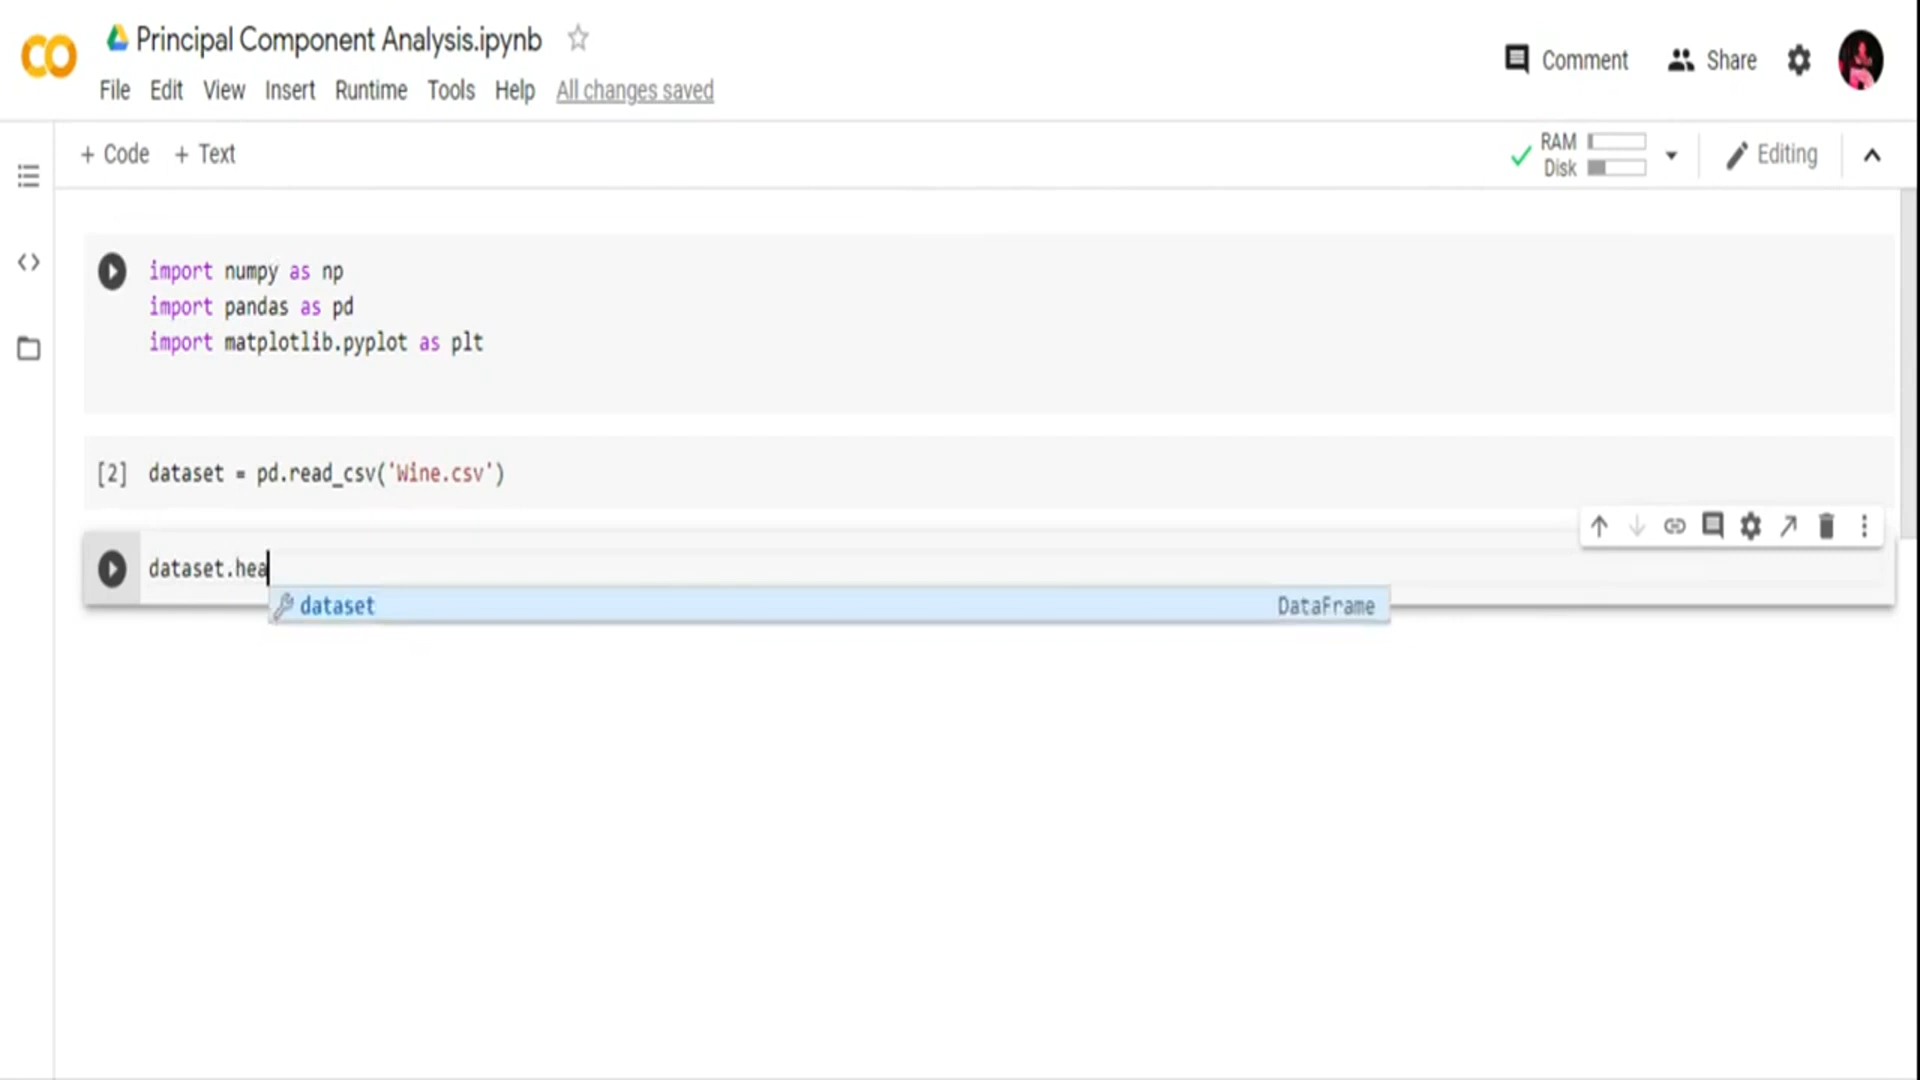 Principal Component Analysis.ipynb
File Edit View Insert Runtime Tools Help All changes saved
Comment Share
+ Code + Text
RAM
Disk
Editing
import numpy as np
import pandas as pd
import matplotlib.pyplot as plt
[2] dataset = pd.read_csv('Wine.csv')
dataset.hea
dataset DataFrame